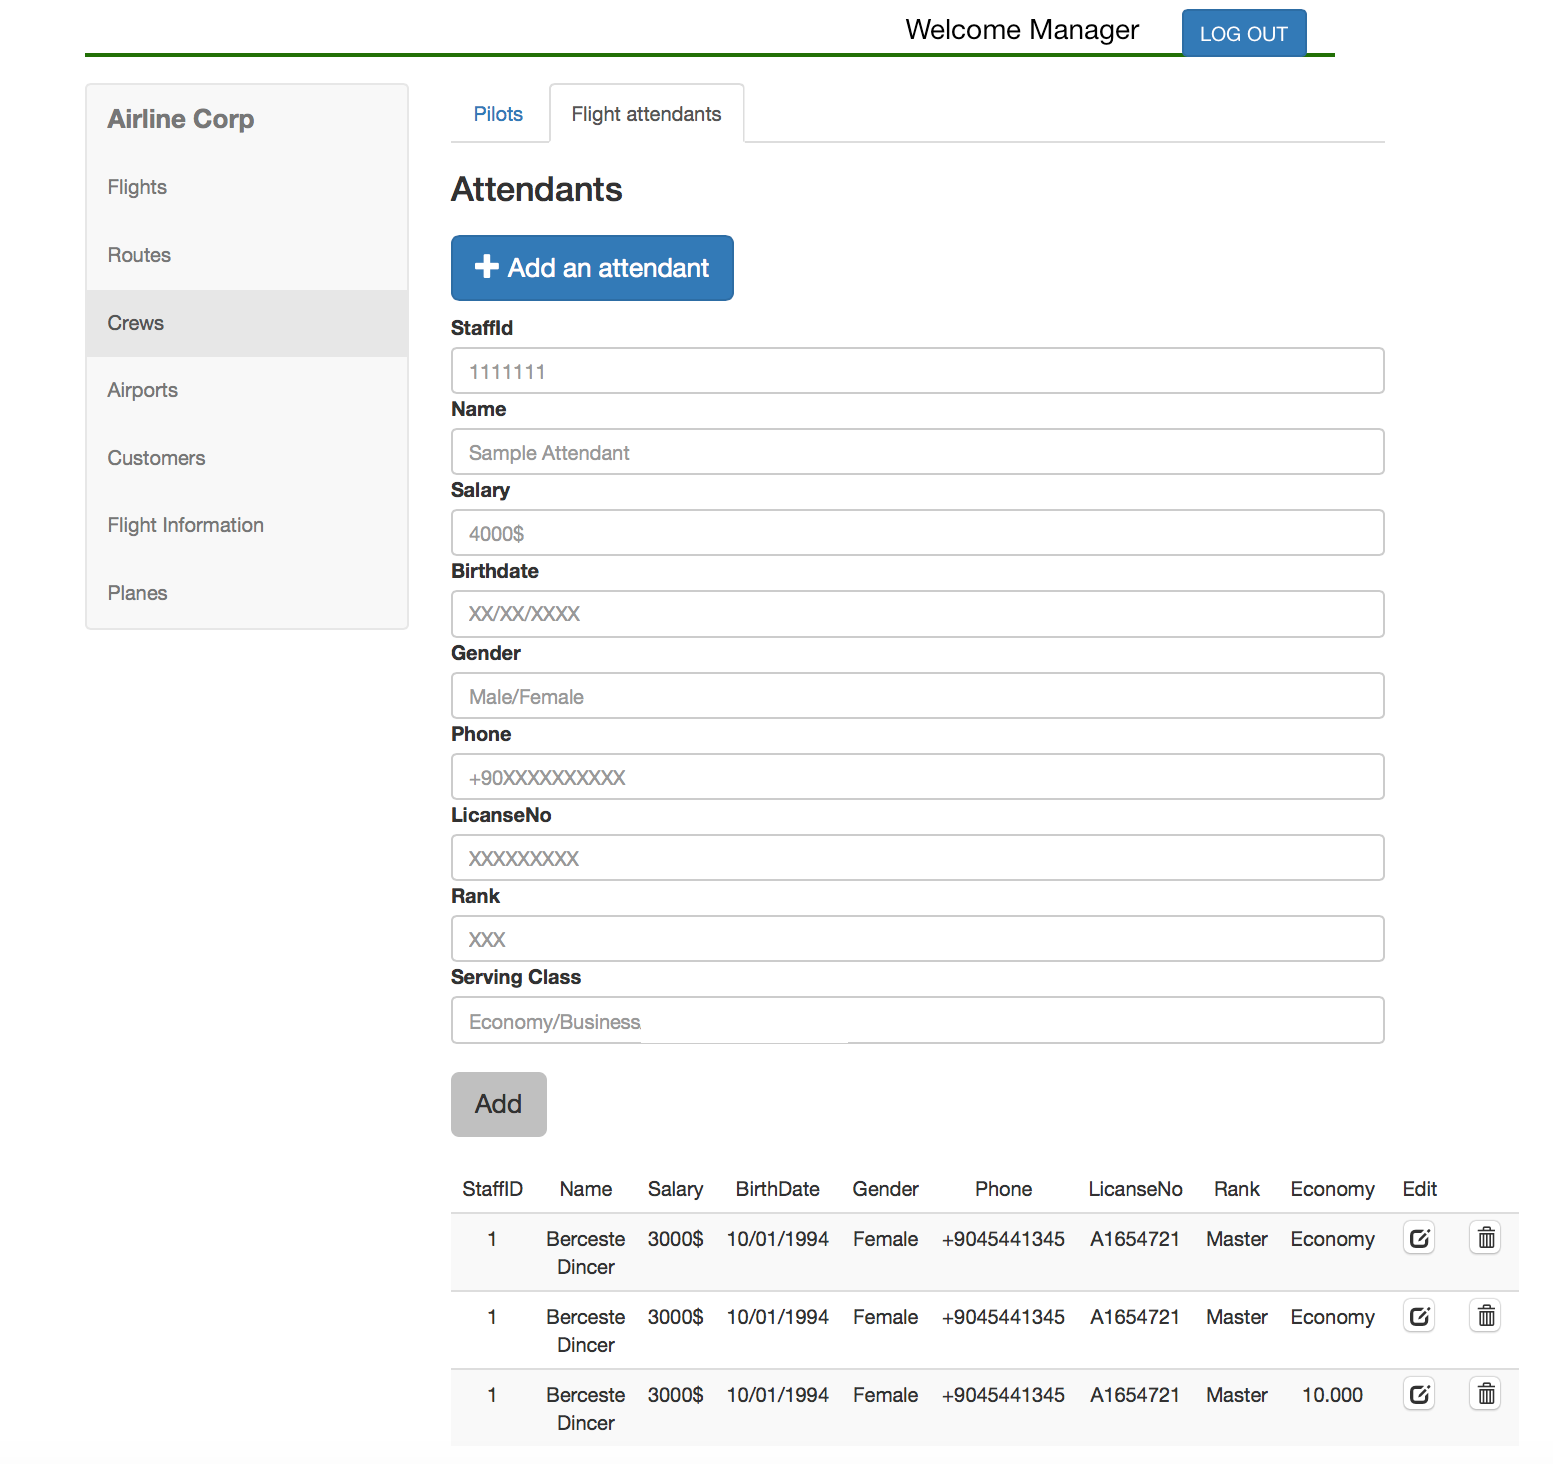 Welcome Manager
LOG OUT
Airline Corp
Flights
Routes
Crews
Airports
Customers
Flight Information
Planes
Pilots
Flight attendants
Attendants
Add an attendant
StaffId
1111111
Name
Sample Attendant
Salary
4000$
Birthdate
XX/XX/XXXX
Gender
Male/Female
Phone
+90XXXXXXXXXX
LicanseNo
XXXXXXXXX
Rank
XXX
Serving Class
Economy/Business
Add
StaffID Name Salary BirthDate Gender Phone LicanseNo Rank Economy Edit
1 Berceste 3000$ 10/01/1994 Female +9045441345 A1654721 Master Economy
Dincer
1 Berceste 3000$ 10/01/1994 Female +9045441345 A1654721 Master Economy
Dincer
1 Berceste 3000$ 10/01/1994 Female +9045441345 A1654721 Master 10.000
Dincer